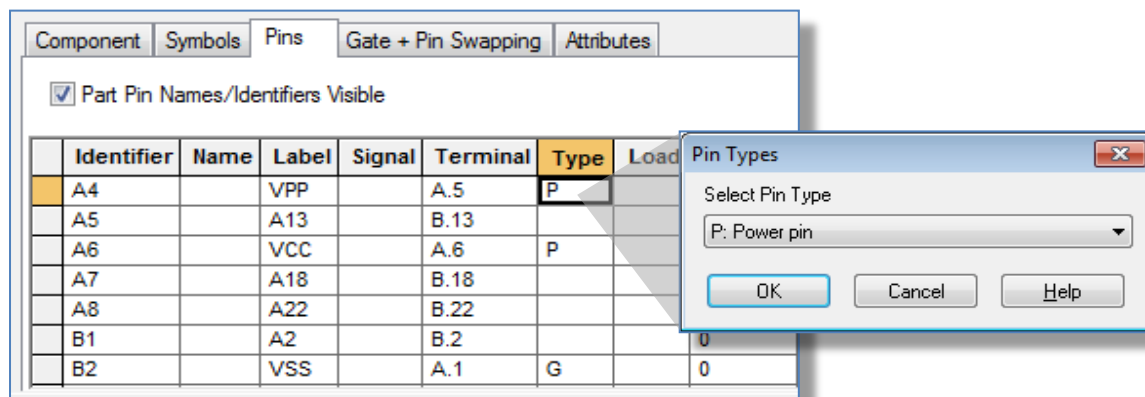 Component Symbols Pins Gate + Pin Swapping Attributes
Part Pin Names/Identifiers Visible
Identifier Name Label Signal Terminal Type Load
A4 VPP A.5 P
A5 A13 B.13
A6 VCC A.6 P
A7 A18 B.18
A8 A22 B.22
B1 A2 B.2 0
B2 VSS A.1 G 0
Pin Types
Select Pin Type
P: Power pin
OK Cancel Help